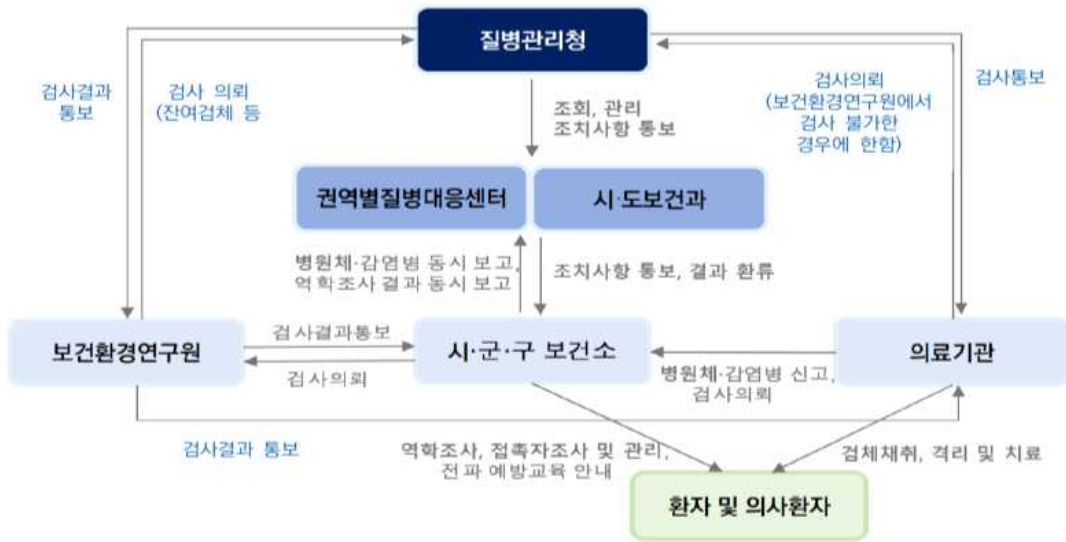 질병관리청
검사결과
통보
검사 의뢰
(잔여검체 등
검사의뢰
(보건환경연구원에서
검사 불가한
경우에 한함)
검사통보
조회, 관리
조치사항 통보
권역별질병대응센터
시·도보건과
병원체·감염병 동시 보고,
역학조사 결과 동시 보고
조치사항 통보, 결과 환류
보건환경연구원
검사결과통보
검사의뢰
시·군·구 보건소
병원체·감염병 신고,
검사의뢰
의료기관
검사결과 통보
역학조사, 접촉자조사 및 관리,
전파 예방교육 안내
검체채취, 격리 및 치료
환자 및 의사환자